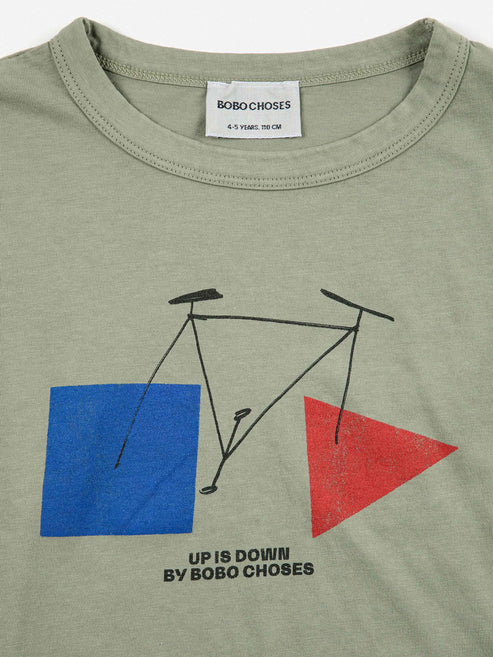 BOBO CHOSES
4-5 YEARS, 110 CM
UP IS DOWN
BY BOBO CHOSES